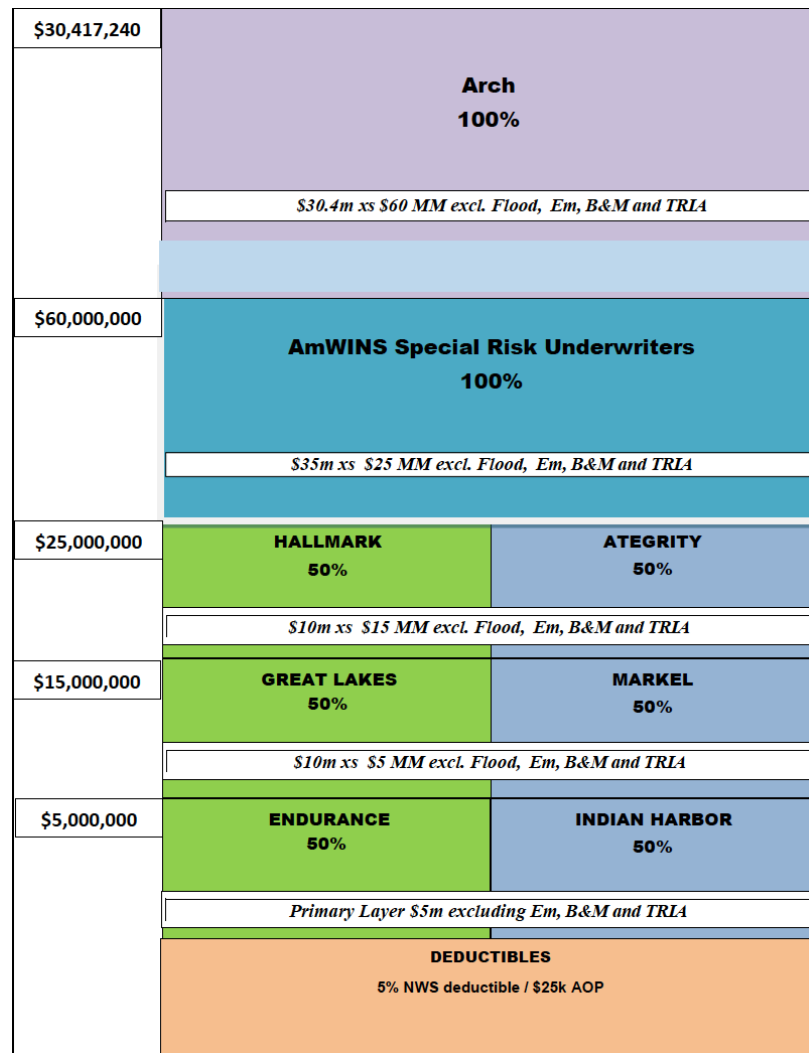 $30,417,240
Arch
100%
$30.4m xs $60 MM excl. Flood, Em, B&M and TRIA
$60,000,000
AmWINS Special Risk Underwriters
100%
$35m xs $25 MM excl. Flood, Em, B&M and TRIA
$25,000,000
HALLMARK
50%
ATEGRITY
50%
$10m xs $15 MM excl. Flood, Em, B&M and TRIA
$15,000,000
GREAT LAKES
50%
MARKEL
50%
$10m xs $5 MM excl. Flood, Em, B&M and TRIA
$5,000,000
ENDURANCE
50%
INDIAN HARBOR
50%
Primary Layer $5m excluding Em, B&M and TRIA
DEDUCTIBLES
5% NWS deductible / $25k AOP